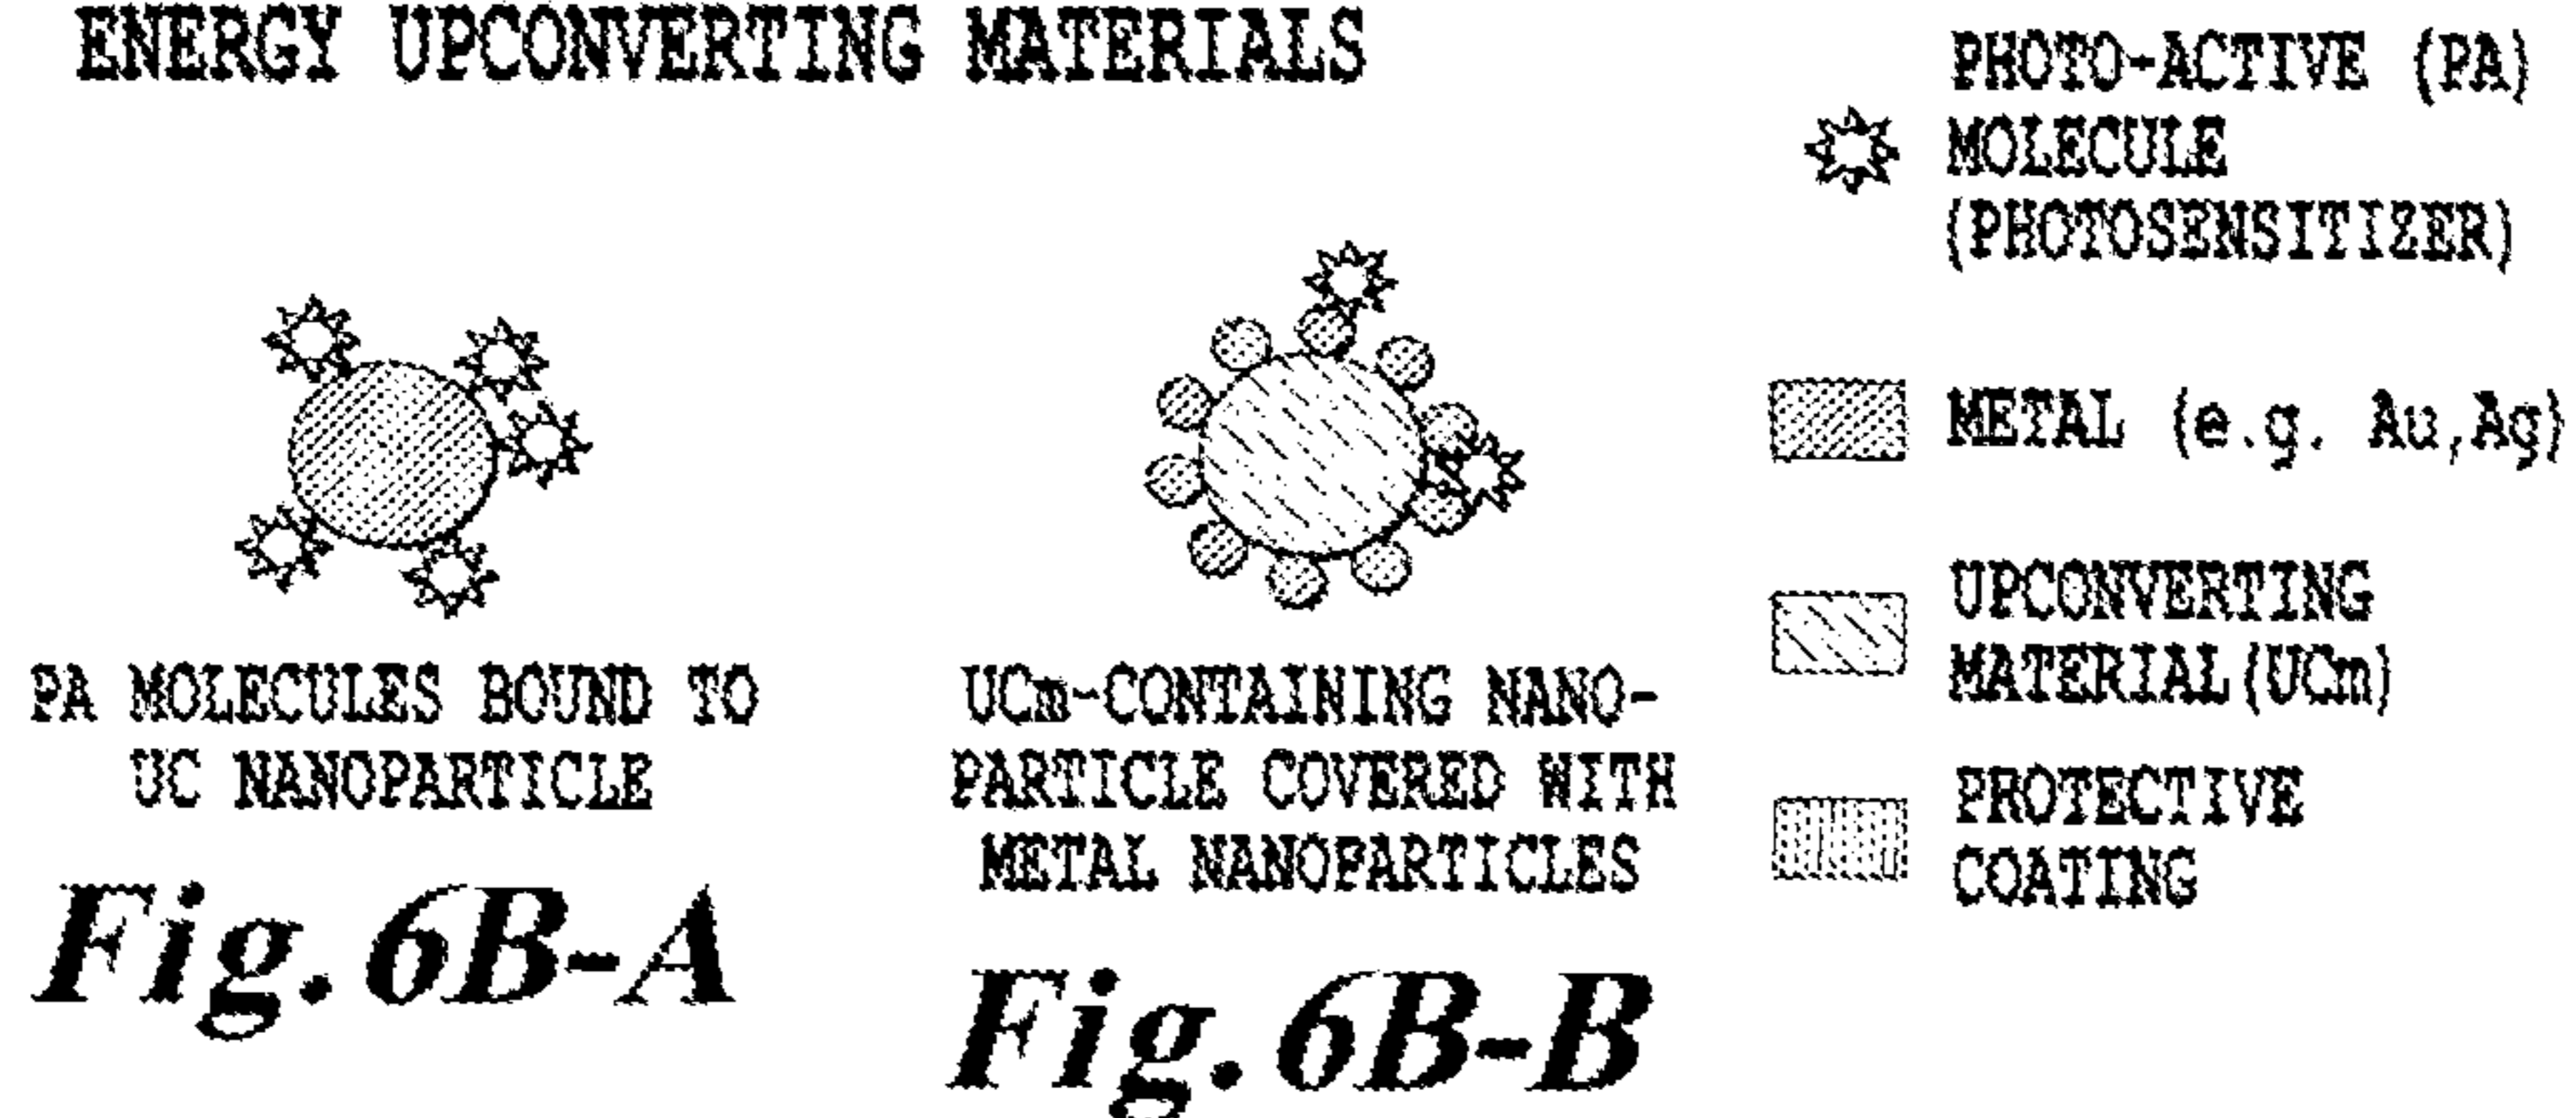 ENERGY UPCONVERTING MATERIALS
PHOTO-ACTIVE (PA)
MOLECULE
(PHOTOSENSITIZER)
METAL (e.g. Au,Ag)
UPCONVERTING
MATERIAL(UCm)
PROTECTIVE
COATING
PA MOLECULES BOUND TO
UC NANOPARTICLE
Fig. 6B-A
UCm-CONTAINING NANO-
PARTICLE COVERED WITH
METAL NANOPARTICLES
Fig. 6B-B